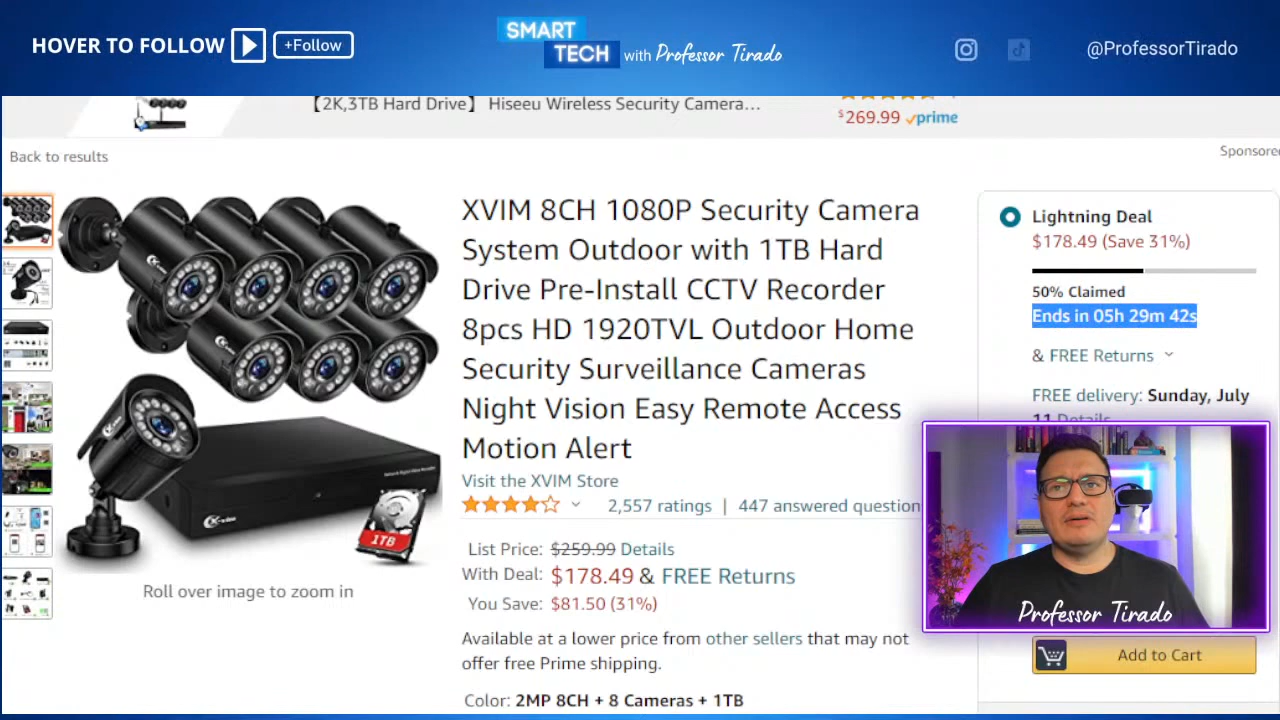 HOVER TO FOLLOW
+Follow
SMART
TECH with Professor Tirado
@ProfessorTirado
【2K,3TB Hard Drive】 Hiseeu Wireless Security Camera...
$269.99 prime
Back to results
Sponsored
XVIM 8CH 1080P Security Camera
System Outdoor with 1TB Hard
Drive Pre-Install CCTV Recorder
8pcs HD 1920TVL Outdoor Home
Security Surveillance Cameras
Night Vision Easy Remote Access
Motion Alert
Visit the XVIM Store
2,557 ratings | 447 answered question
List Price: $259.99 Details
With Deal: $178.49 & FREE Returns
You Save: $81.50 (31%)
Available at a lower price from other sellers that may not
offer free Prime shipping.
Color: 2MP 8CH + 8 Cameras + 1TB
1TB
Roll over image to zoom in
Lightning Deal
$178.49 (Save 31%)
50% Claimed
Ends in 05h 29m 42s
& FREE Returns
FREE delivery: Sunday, July
11 Details
Professor Tirado
Add to Cart